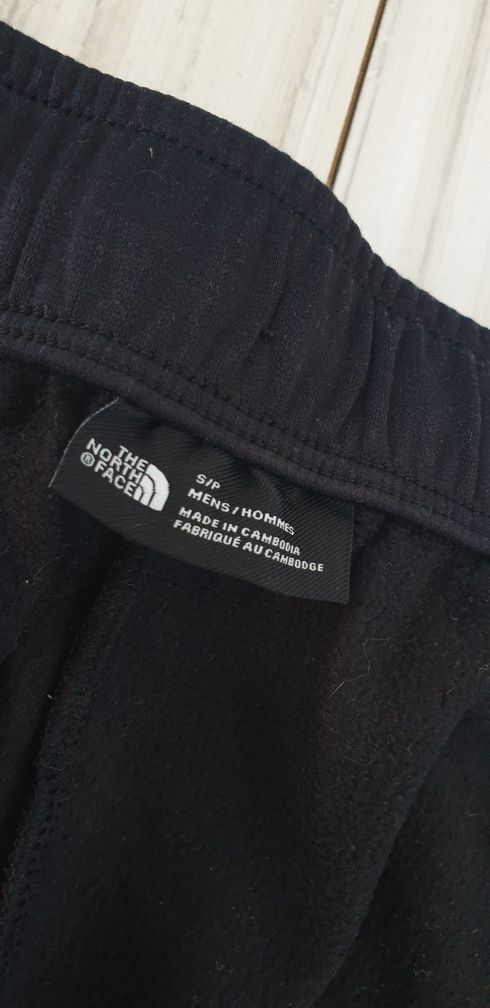 THE
NORTH
® FACE
S/P
MENS/HOMMES
MADE IN CAMBODIA
FABRIQUÉ AU CAMBODGE